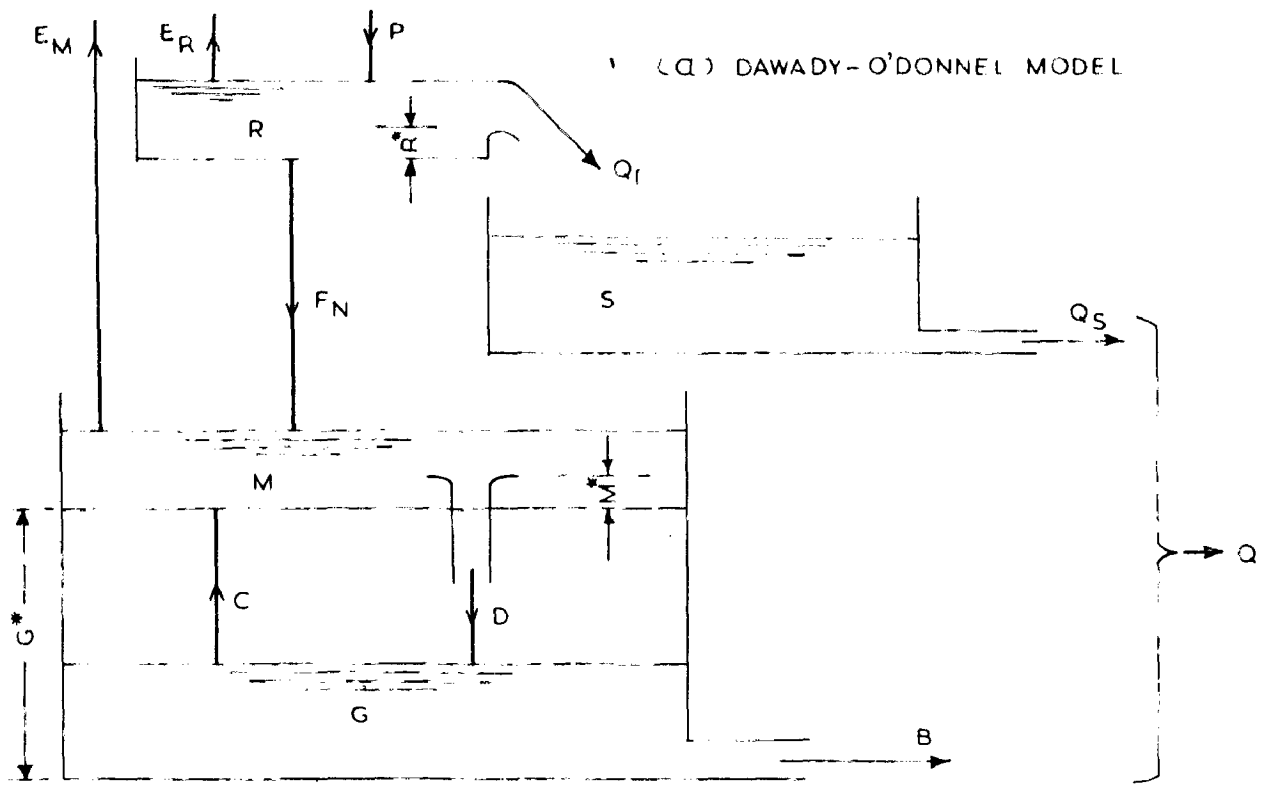 E_M
E_R
P
(a) DAWADY-O'DONNEL MODEL
R
R*
Q_I
F_N
S
Q_S
M
M*
G*
C
D
Q
G
B